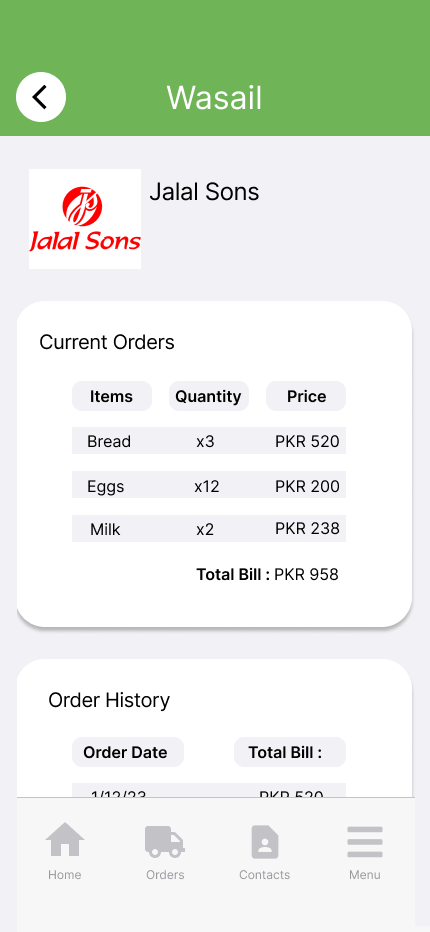 Wasail
Jalal Sons
Jalal Sons
Current Orders
Items Quantity Price
Bread x3 PKR 520
Eggs x12 PKR 200
Milk x2 PKR 238
Total Bill : PKR 958
Order History
Order Date Total Bill :
1/12/23 PKR 520
Home Orders Contacts Menu